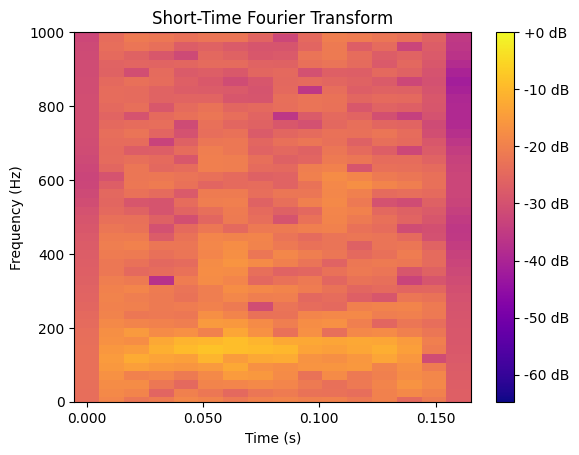 Short-Time Fourier Transform
1000
800
600
400
200
0
Frequency (Hz)
0.000
0.050
0.100
0.150
Time (s)
+0 dB
-10 dB
-20 dB
-30 dB
-40 dB
-50 dB
-60 dB